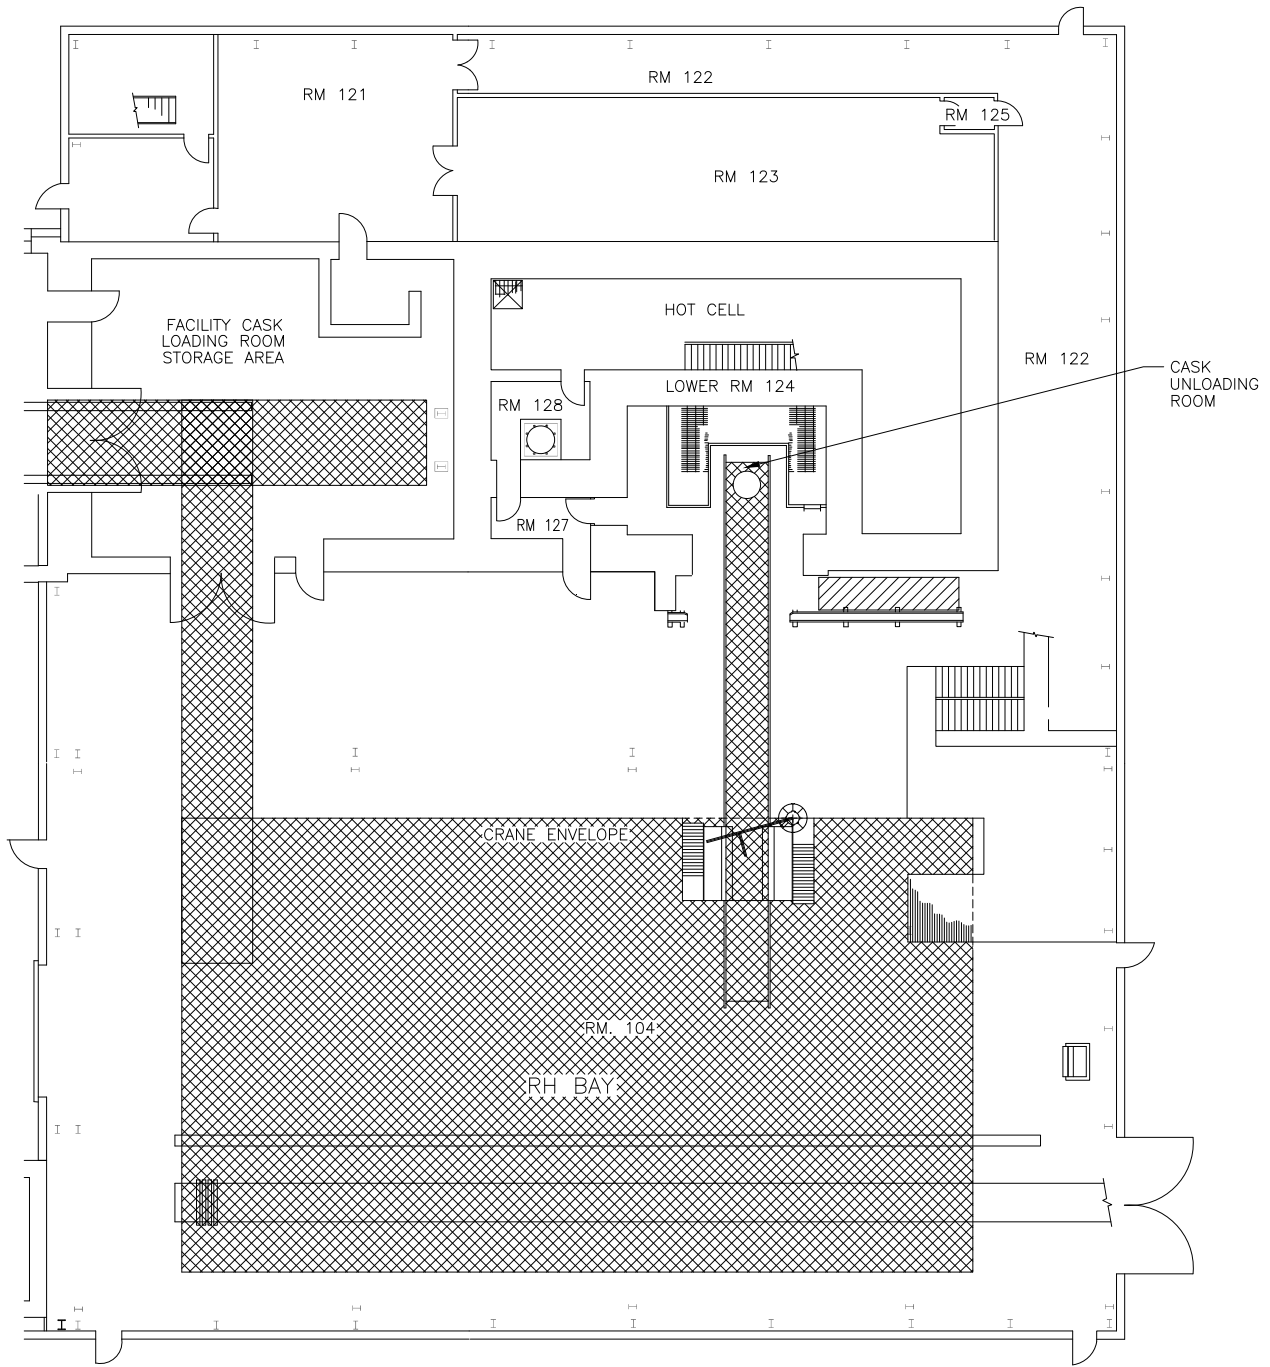 RM 122
RM 121
RM 125
RM 123
HOT CELL
FACILITY CASK
LOADING ROOM
STORAGE AREA
RM 122
CASK
UNLOADING
ROOM
LOWER RM 124
RM 128
RM 127
CRANE ENVELOPE
RM. 104
RH BAY